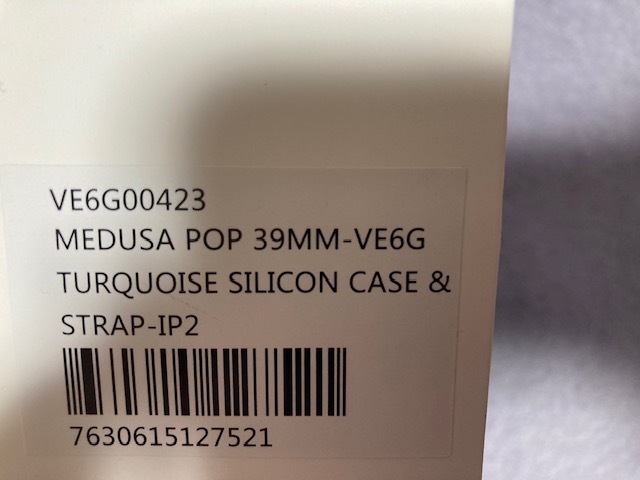 VE6G00423
MEDUSA POP 39MM-VE6G
TURQUOISE SILICON CASE &
STRAP-IP2
7630615127521